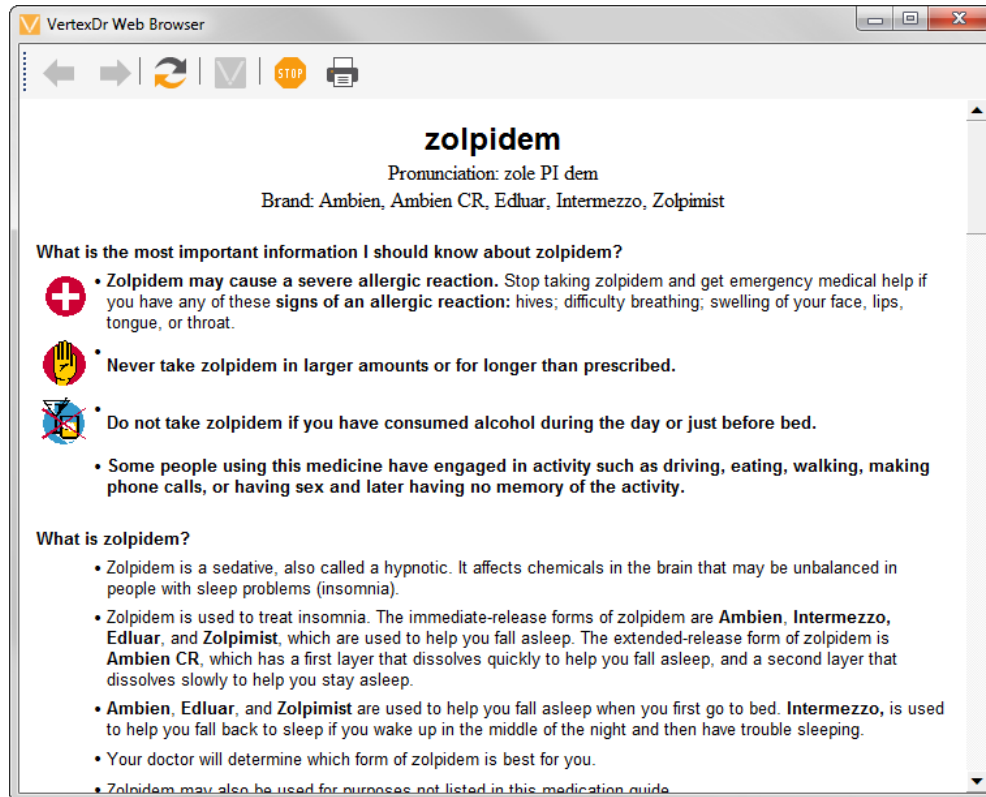 VertexDr Web Browser
STOP
zolpidem
Pronunciation: zole PI dem
Brand: Ambien, Ambien CR, Edluar, Intermezzo, Zolpimist
What is the most important information I should know about zolpidem?
• Zolpidem may cause a severe allergic reaction. Stop taking zolpidem and get emergency medical help if
you have any of these signs of an allergic reaction: hives; difficulty breathing; swelling of your face, lips,
tongue, or throat.
• Never take zolpidem in larger amounts or for longer than prescribed.
• Do not take zolpidem if you have consumed alcohol during the day or just before bed.
• Some people using this medicine have engaged in activity such as driving, eating, walking, making
phone calls, or having sex and later having no memory of the activity.
What is zolpidem?
• Zolpidem is a sedative, also called a hypnotic. It affects chemicals in the brain that may be unbalanced in
people with sleep problems (insomnia).
• Zolpidem is used to treat insomnia. The immediate-release forms of zolpidem are Ambien, Intermezzo,
Edluar, and Zolpimist, which are used to help you fall asleep. The extended-release form of zolpidem is
Ambien CR, which has a first layer that dissolves quickly to help you fall asleep, and a second layer that
dissolves slowly to help you stay asleep.
• Ambien, Edluar, and Zolpimist are used to help you fall asleep when you first go to bed. Intermezzo, is used
to help you fall back to sleep if you wake up in the middle of the night and then have trouble sleeping.
• Your doctor will determine which form of zolpidem is best for you.
• Zolpidem may also be used for purposes not listed in this medication guide.